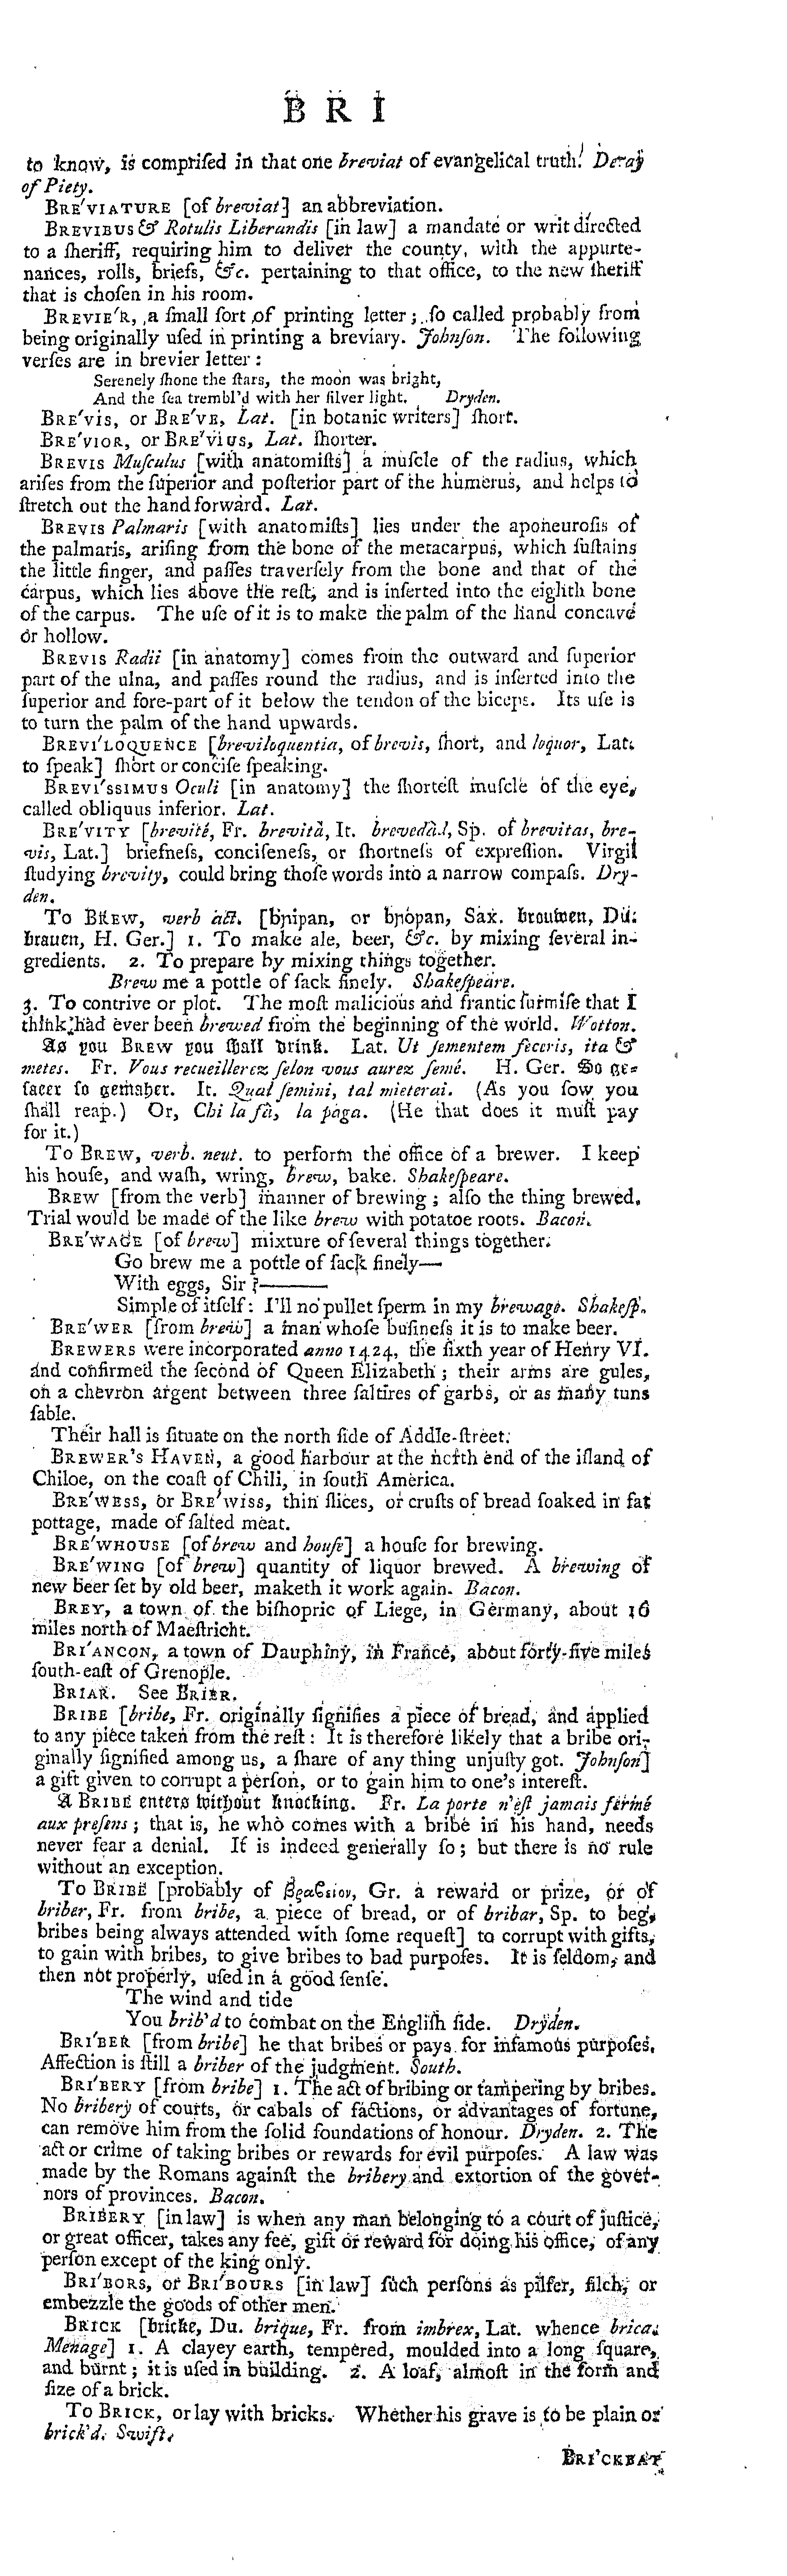 B R I
to know, is compriſed in that one breviat of evangelical truth. Decay
of Piety.
BRE'VIATURE [of breviat] an abbreviation.
BREVIBUS & Rotulis Liberandis [in law] a mandate or writ directed
to a ſheriff, requiring him to deliver the county, with the appurte-
nances, rolls, briefs, &c. pertaining to that office, to the new ſheriff
that is choſen in his room.
BREVIE'R, a ſmall ſort of printing letter; ſo called probably from
being originally uſed in printing a breviary. Johnſon. The following
verſes are in brevier letter:
Serenely ſhone the ſtars, the moon was bright,
And the ſea trembl'd with her ſilver light. Dryden.
BRE'VIS, or BRE'VE, Lat. [in botanic writers] ſhort.
BRE'VIOR, or BRE'VIUS, Lat. ſhorter.
BREVIS Muſculus [with anatomiſts] a muſcle of the radius, which
ariſes from the ſuperior and poſterior part of the humerus, and helps to
ſtretch out the hand forward. Lat.
BREVIS Palmaris [with anatomiſts] lies under the aponeuroſis of
the palmaris, ariſing from the bone of the metacarpus, which ſuſtains
the little finger, and paſſes traverſely from the bone and that of the
carpus, which lies above the reſt, and is inſerted into the eighth bone
of the carpus. The uſe of it is to make the palm of the hand concave
or hollow.
BREVIS Radii [in anatomy] comes from the outward and ſuperior
part of the ulna, and paſſes round the radius, and is inſerted into the
ſuperior and fore-part of it below the tendon of the biceps. Its uſe is
to turn the palm of the hand upwards.
BREVI'LOQUENCE [breviloquentia, of brevis, ſhort, and loquor, Lat.
to ſpeak] ſhort or conciſe ſpeaking.
BREVI'SSIMUS Oculi [in anatomy] the ſhorteſt muſcle of the eye,
called obliquus inferior. Lat.
BRE'VITY [brevité, Fr. brevità, It. brevedàd, Sp. of brevitas, bre-
vis, Lat.] briefneſs, conciſeneſs, or ſhortneſs of expreſſion. Virgil
ſtudying brevity, could bring thoſe words into a narrow compaſs. Dry-
den.
To BREW, verb act. [bꞃipan, or bꞃopan, Sax. brouwen, Du.
brauen, H. Ger.] 1. To make ale, beer, &c. by mixing ſeveral in-
gredients. 2. To prepare by mixing things together.
Brew me a pottle of ſack finely. Shakeſpeare.
3. To contrive or plot. The moſt malicious and frantic ſurmiſe that I
think had ever been brewed from the beginning of the world. Wotton.
As you BREW you ſhall drink. Lat. Ut ſementem feceris, ita &
metes. Fr. Vous recueillerez ſelon vous aurez ſemé. H. Ger. So ge-
ſaeet ſo gemaher. It. Qual ſemini, tal mieterai. (As you ſow you
ſhall reap.) Or, Chi la fà, la paga. (He that does it muſt pay
for it.)
To BREW, verb. neut. to perform the office of a brewer. I keep
his houſe, and waſh, wring, brew, bake. Shakeſpeare.
BREW [from the verb] manner of brewing; alſo the thing brewed.
Trial would be made of the like brew with potatoe roots. Bacon.
BRE'WAGE [of brew] mixture of ſeveral things together.
Go brew me a pottle of ſack finely—
With eggs, Sir?———
Simple of itſelf: I'll no pullet ſperm in my brewage. Shakeſp.
BRE'WER [from brew] a man whoſe buſineſs it is to make beer.
BREWERS were incorporated anno 1424, the ſixth year of Henry VI.
and confirmed the ſecond of Queen Elizabeth; their arms are gules,
on a chevron argent between three ſaltires of garbs, or as many tuns
ſable.
Their hall is ſituate on the north ſide of Addle-ſtreet.
BREWER'S HAVEN, a good harbour at the north end of the iſland of
Chiloe, on the coaſt of Chili, in ſouth America.
BRE'WESS, or BRE'WISS, thin ſlices, or cruſts of bread ſoaked in fat
pottage, made of ſalted meat.
BRE'WHOUSE [of brew and houſe] a houſe for brewing.
BRE'WING [of brew] quantity of liquor brewed. A brewing of
new beer ſet by old beer, maketh it work again. Bacon.
BREY, a town of the biſhopric of Liege, in Germany, about 16
miles north of Maeſtricht.
BRI'ANCON, a town of Dauphiny, in France, about forty-five miles
ſouth-eaſt of Grenople.
BRIAR. See BRIER.
BRIBE [bribe, Fr. originally ſignifies a piece of bread, and applied
to any piece taken from the reſt: It is therefore likely that a bribe ori-
ginally ſignified among us, a ſhare of any thing unjuſty got. Johnſon]
a gift given to corrupt a perſon, or to gain him to one's intereſt.
A BRIBE enters without knocking. Fr. La porte n'eſt jamais fermé
aux preſens; that is, he who comes with a bribe in his hand, needs
never fear a denial. If is indeed generally ſo; but there is no rule
without an exception.
To BRIBE [probably of βραβειον, Gr. a reward or prize, or of
briber, Fr. from bribe, a piece of bread, or of bribar, Sp. to beg,
bribes being always attended with ſome requeſt] to corrupt with gifts,
to gain with bribes, to give bribes to bad purpoſes. It is ſeldom, and
then not properly, uſed in a good ſenſe.
The wind and tide
You brib'd to combat on the Engliſh ſide. Dryden.
BRI'BER [from bribe] he that bribes or pays for infamous purpoſes.
Affection is ſtill a briber of the judgment. South.
BRI'BERY [from bribe] 1. The act of bribing or tampering by bribes.
No bribery of courts, or cabals of factions, or advantages of fortune,
can remove him from the ſolid foundations of honour. Dryden. 2. The
act or crime of taking bribes or rewards for evil purpoſes. A law was
made by the Romans againſt the bribery and extortion of the gover-
nors of provinces. Bacon.
BRIBERY [in law] is when any man belonging to a court of juſtice,
or great officer, takes any fee, gift or reward for doing his office, of any
perſon except of the king only.
BRI'BORS, or BRI'BOURS [in law] ſuch perſons as pilfer, filch, or
embezzle the goods of other men.
BRICK [bricke, Du. brique, Fr. from imbrex, Lat. whence brica.
Menage] 1. A clayey earth, tempered, moulded into a long ſquare,
and burnt; it is uſed in building. 2. A loaf, almoſt in the form and
ſize of a brick.
To BRICK, or lay with bricks. Whether his grave is to be plain or
brick'd. Swift.
BRI'CKBAT